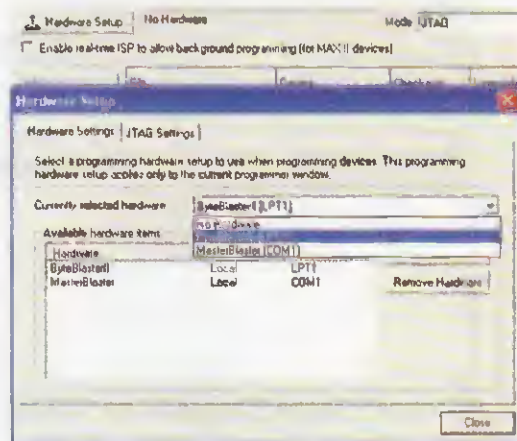 Hardware Setup No Hardware Mode JTAG
Enable real-time ISP to allow background programming (for MAX II devices)
File Device Checksum
Hardware Setup
Hardware Settings JTAG Settings
Select a programming hardware setup to use when programming devices. This programming
hardware setup applies only to the current programmer window.
Currently selected hardware ByteBlasterII [LPT1]
No Hardware
MasterBlaster [COM1]
Available hardware items
Hardware
ByteBlasterII Local LPT1
MasterBlaster Local COM1 Remove Hardware
Close